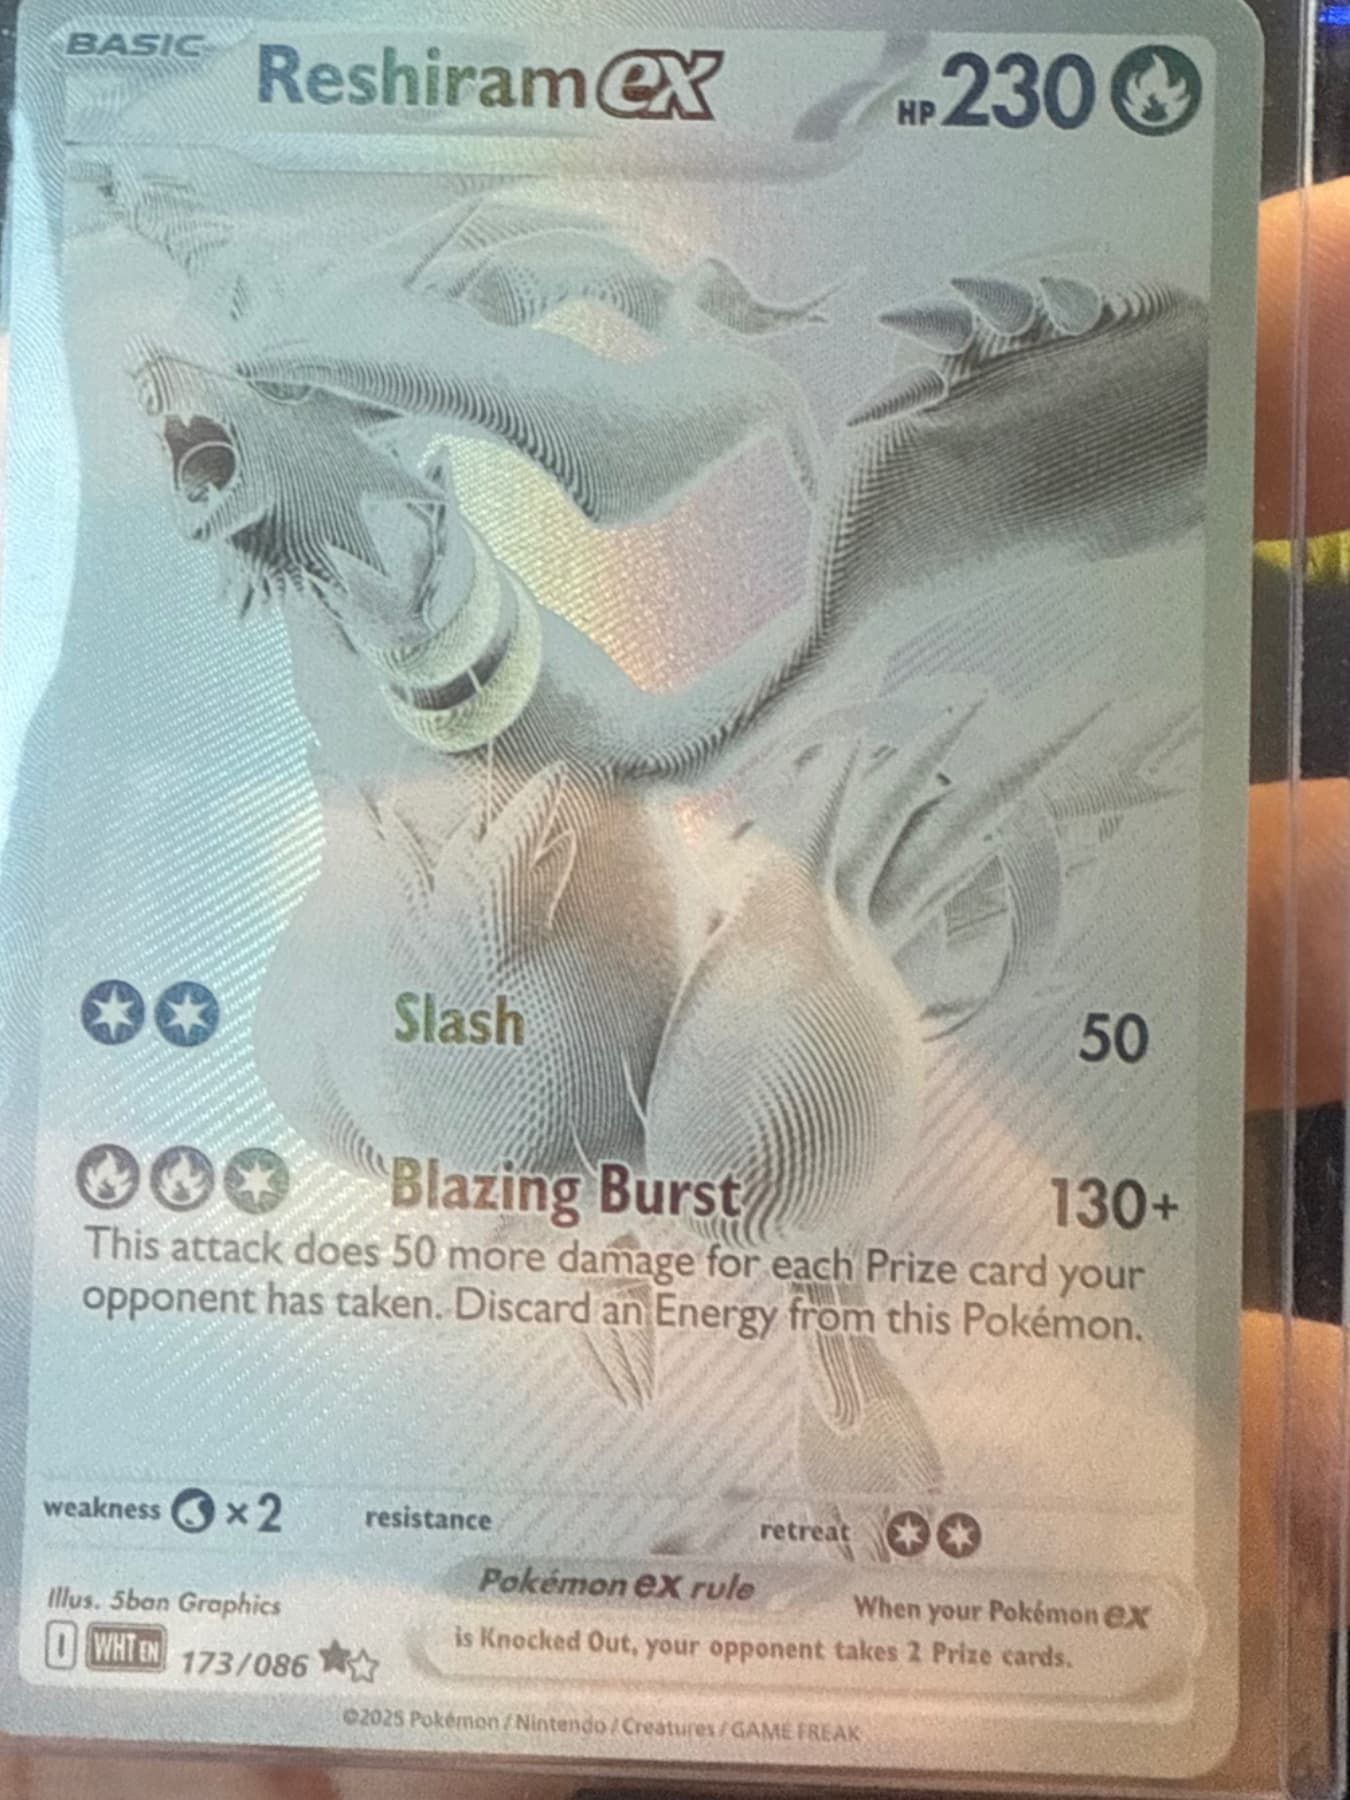 BASIC Reshiram ex HP 230
Slash 50
Blazing Burst 130+
This attack does 50 more damage for each Prize card your
opponent has taken. Discard an Energy from this Pokémon.
weakness ×2 resistance retreat
Illus. 5ban Graphics
Pokémon ex rule When your Pokémon ex
is Knocked Out, your opponent takes 2 Prize cards.
I WHT EN 173/086
©2025 Pokémon / Nintendo / Creatures / GAME FREAK